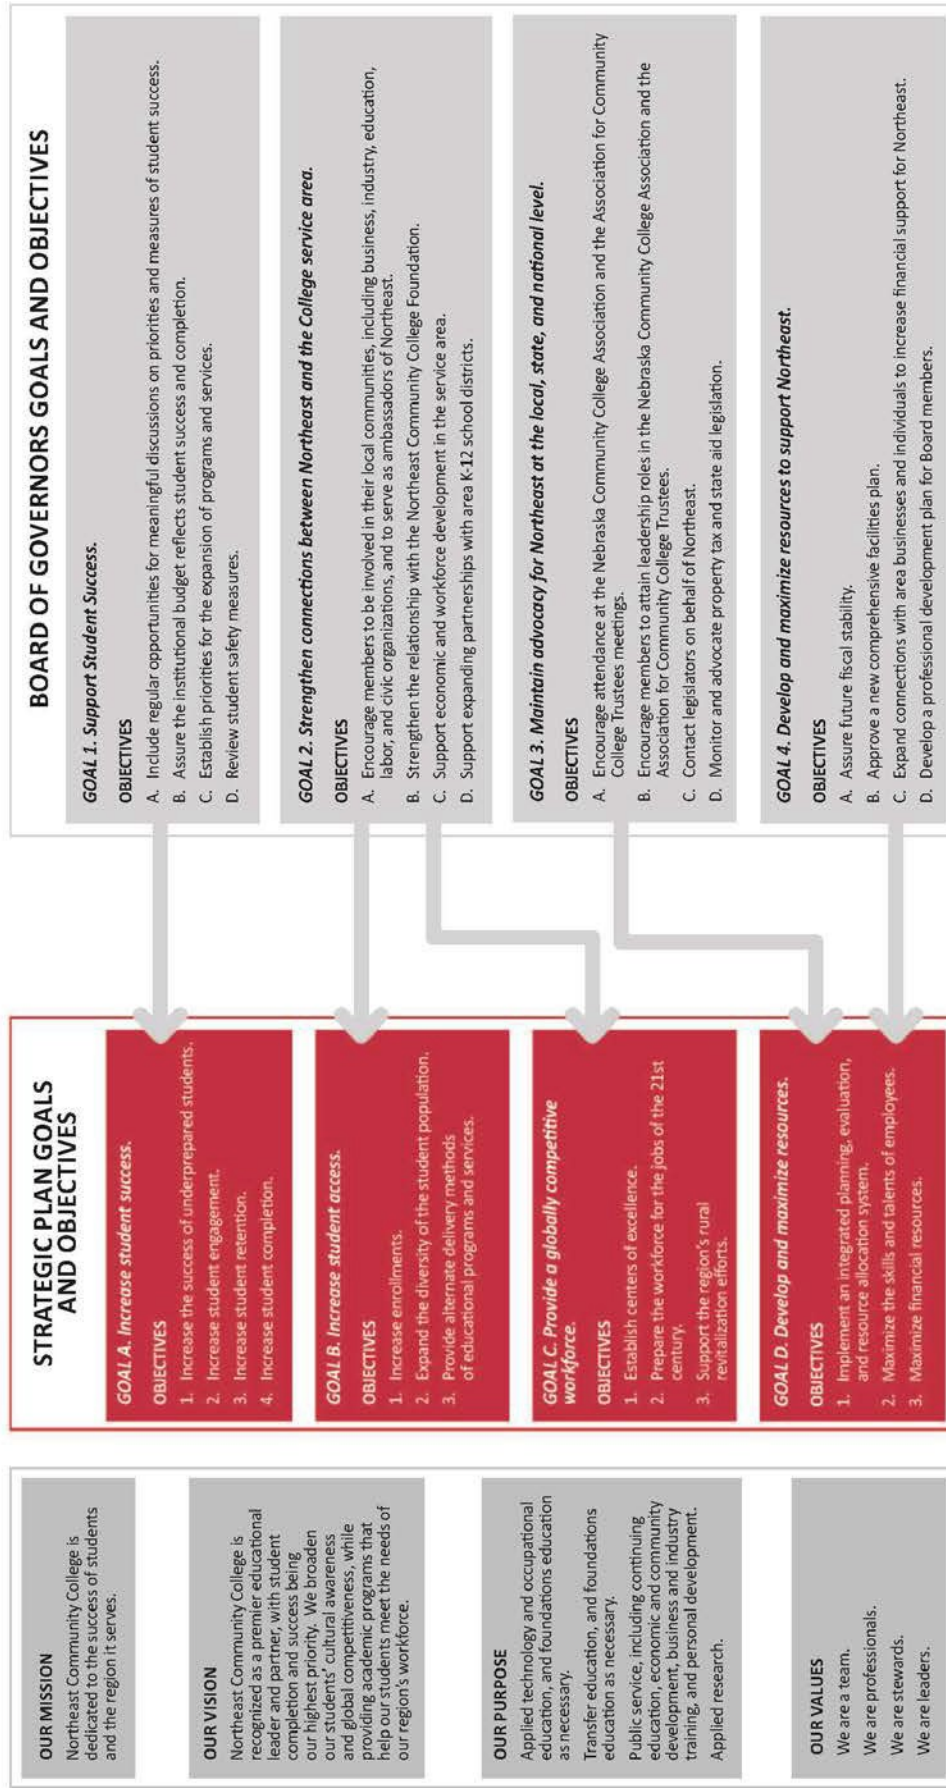 OUR MISSION
Northeast Community College is
dedicated to the success of students
and the region it serves.
OUR VISION
Northeast Community College is
recognized as a premier educational
leader and partner, with student
completion and success being
our highest priority. We broaden
our students' cultural awareness
and global competitiveness, while
providing academic programs that
help our students meet the needs of
our region's workforce.
OUR PURPOSE
Applied technology and occupational
education, and foundations education
as necessary.
Transfer education, and foundations
education as necessary.
Public service, including continuing
education, economic and community
development, business and industry
training, and personal development.
Applied research.
OUR VALUES
We are a team.
We are professionals.
We are stewards.
We are leaders.
STRATEGIC PLAN GOALS
AND OBJECTIVES
GOAL A. Increase student success.
OBJECTIVES
1. Increase the success of underprepared students.
2. Increase student engagement.
3. Increase student retention.
4. Increase student completion.
GOAL B. Increase student access.
OBJECTIVES
1. Increase enrollments.
2. Expand the diversity of the student population.
3. Provide alternate delivery methods
of educational programs and services.
GOAL C. Provide a globally competitive
workforce.
OBJECTIVES
1. Establish centers of excellence.
2. Prepare the workforce for the jobs of the 21st
century.
3. Support the region's rural
revitalization efforts.
GOAL D. Develop and maximize resources.
OBJECTIVES
1. Implement an integrated planning, evaluation,
and resource allocation system.
2. Maximize the skills and talents of employees.
3. Maximize financial resources.
BOARD OF GOVERNORS GOALS AND OBJECTIVES
GOAL 1. Support Student Success.
OBJECTIVES
A. Include regular opportunities for meaningful discussions on priorities and measures of student success.
B. Assure the institutional budget reflects student success and completion.
C. Establish priorities for the expansion of programs and services.
D. Review student safety measures.
GOAL 2. Strengthen connections between Northeast and the College service area.
OBJECTIVES
A. Encourage members to be involved in their local communities, including business, industry, education,
labor, and civic organizations, and to serve as ambassadors of Northeast.
B. Strengthen the relationship with the Northeast Community College Foundation.
C. Support economic and workforce development in the service area.
D. Support expanding partnerships with area K-12 school districts.
GOAL 3. Maintain advocacy for Northeast at the local, state, and national level.
OBJECTIVES
A. Encourage attendance at the Nebraska Community College Association and the Association for Community
College Trustees meetings.
B. Encourage members to attain leadership roles in the Nebraska Community College Association and the
Association for Community College Trustees.
C. Contact legislators on behalf of Northeast.
D. Monitor and advocate property tax and state aid legislation.
GOAL 4. Develop and maximize resources to support Northeast.
OBJECTIVES
A. Assure future fiscal stability.
B. Approve a new comprehensive facilities plan.
C. Expand connections with area businesses and individuals to increase financial support for Northeast.
D. Develop a professional development plan for Board members.